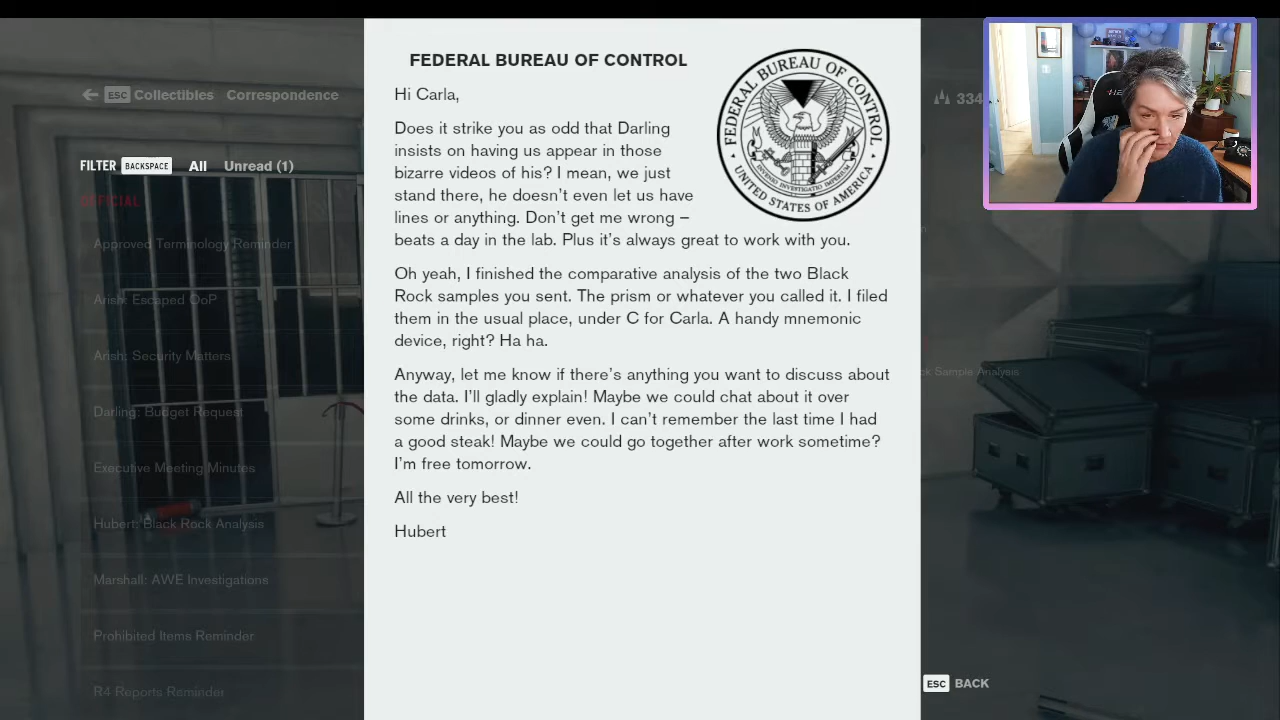 FEDERAL BUREAU OF CONTROL
Hi Carla,
Does it strike you as odd that Darling
insists on having us appear in those
bizarre videos of his? I mean, we just
stand there, he doesn't even let us have
lines or anything. Don't get me wrong –
beats a day in the lab. Plus it's always great to work with you.
Oh yeah, I finished the comparative analysis of the two Black
Rock samples you sent. The prism or whatever you called it. I filed
them in the usual place, under C for Carla. A handy mnemonic
device, right? Ha ha.
Anyway, let me know if there's anything you want to discuss about
the data. I'll gladly explain! Maybe we could chat about it over
some drinks, or dinner even. I can't remember the last time I had
a good steak! Maybe we could go together after work sometime?
I'm free tomorrow.
All the very best!
Hubert
FEDERAL BUREAU OF CONTROL
INVENIO INVESTIGATIO IMPERIUM
UNITED STATES OF AMERICA
ESC Collectibles Correspondence
FILTER BACKSPACE All Unread (1)
OFFICIAL
Approved Terminology Reminder
Arish: Escaped OoP
Arish: Security Matters
Darling: Budget Request
Executive Meeting Minutes
Hubert: Black Rock Analysis
Marshall: AWE Investigations
Prohibited Items Reminder
R4 Reports Reminder
334
ck Sample Analysis
ESC BACK